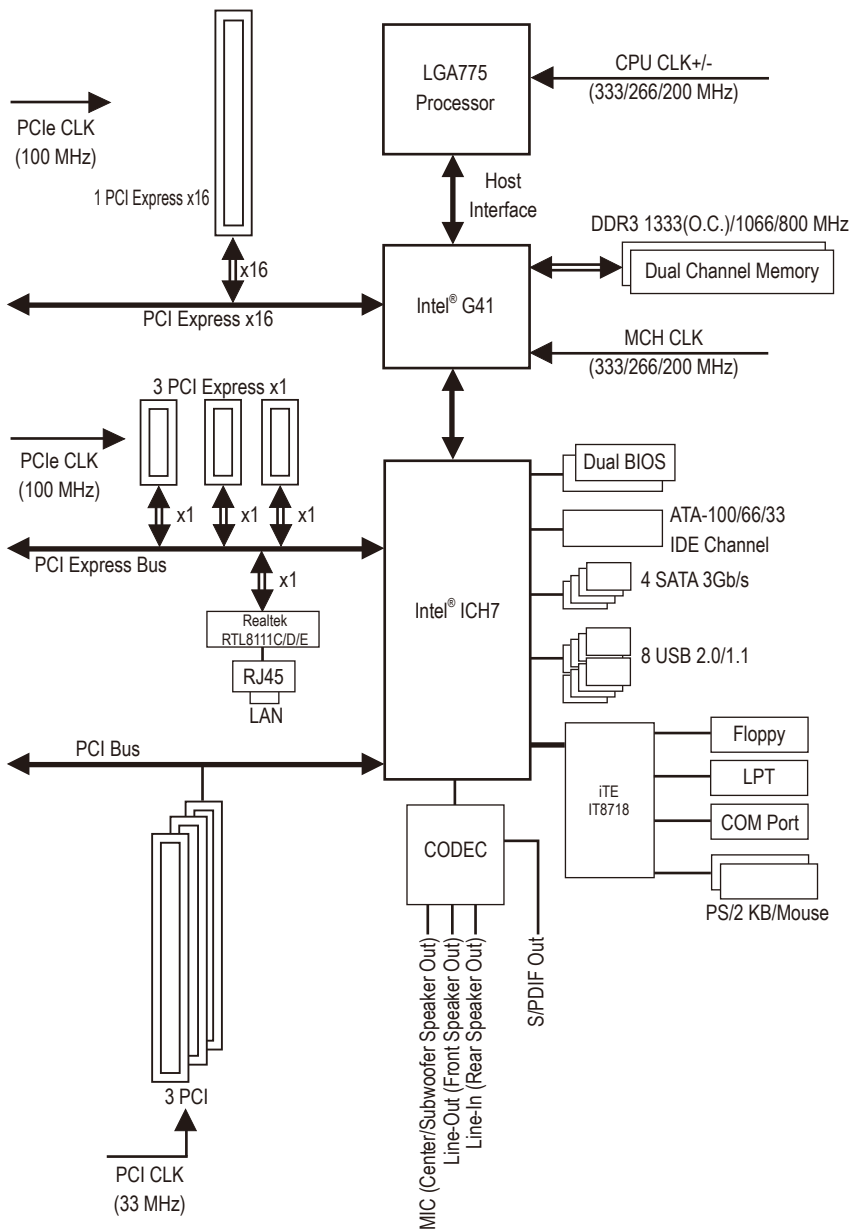 LGA775
Processor
CPU CLK+/-
(333/266/200 MHz)
PCIe CLK
(100 MHz)
1 PCI Express x16
Host
Interface
DDR3 1333(O.C.)/1066/800 MHz
Dual Channel Memory
x16
PCI Express x16
Intel® G41
MCH CLK
(333/266/200 MHz)
3 PCI Express x1
PCIe CLK
(100 MHz)
x1
x1
x1
PCI Express Bus
x1
Realtek
RTL8111C/D/E
RJ45
LAN
Intel® ICH7
Dual BIOS
ATA-100/66/33
IDE Channel
4 SATA 3Gb/s
8 USB 2.0/1.1
PCI Bus
iTE
IT8718
Floppy
LPT
COM Port
PS/2 KB/Mouse
CODEC
MIC (Center/Subwoofer Speaker Out)
Line-Out (Front Speaker Out)
Line-In (Rear Speaker Out)
S/PDIF Out
3 PCI
PCI CLK
(33 MHz)